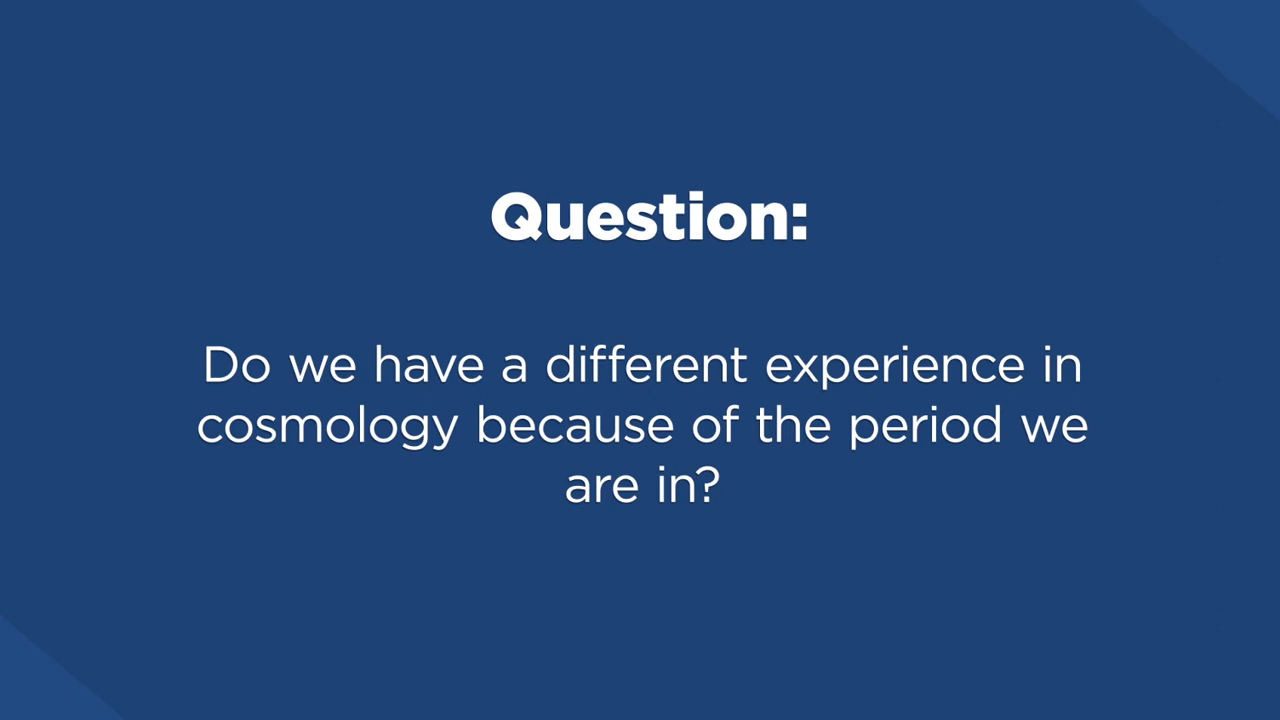 Question:
Do we have a different experience in
cosmology because of the period we
are in?